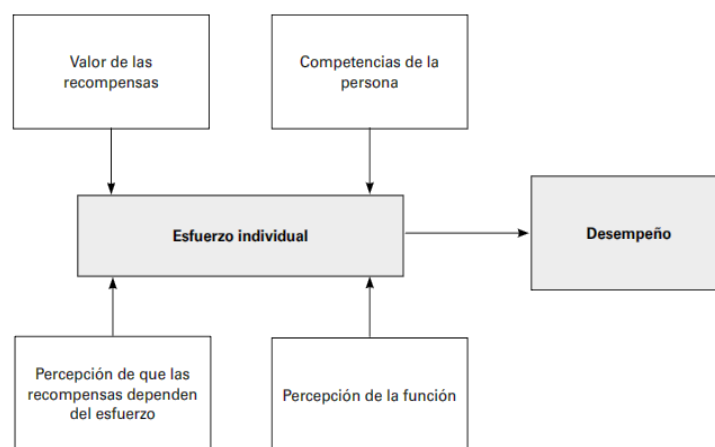 Valor de las
recompensas
Competencias de la
persona
Esfuerzo individual
Desempeño
Percepción de que las
recompensas dependen
del esfuerzo
Percepción de la función